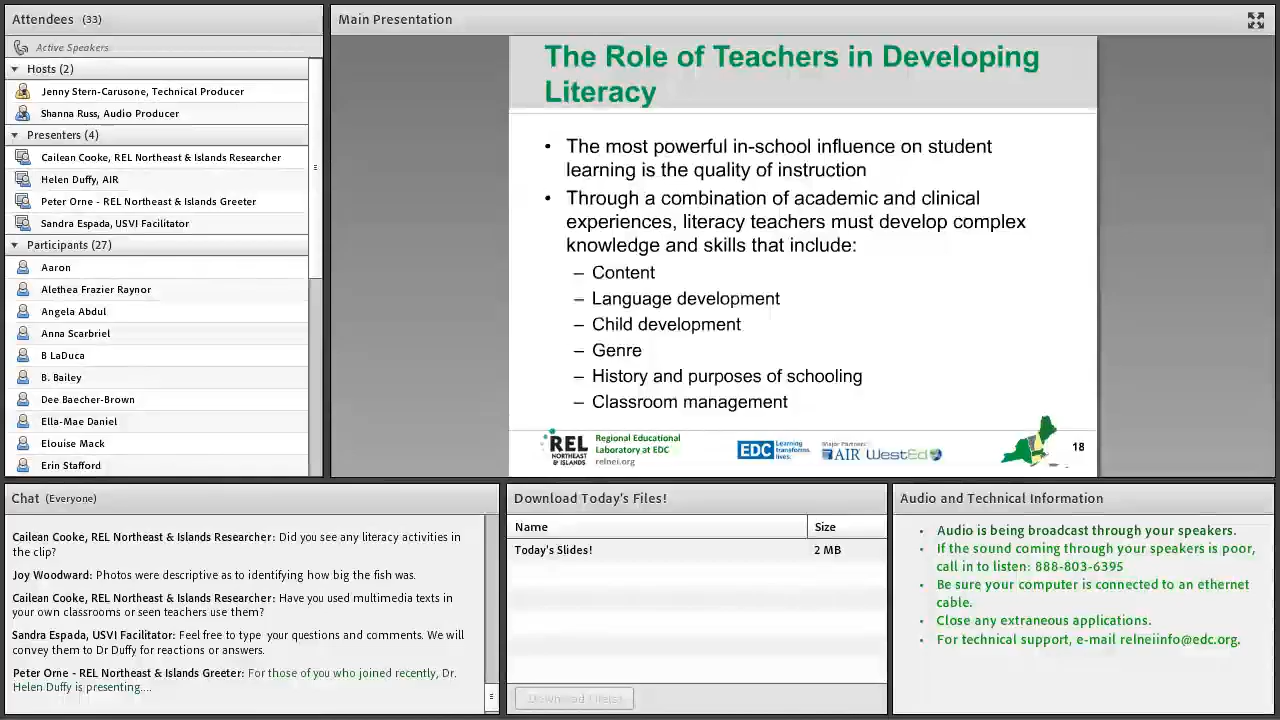 Attendees (33)
Active Speakers
Hosts (2)
Jenny Stern-Carusone, Technical Producer
Shanna Russ, Audio Producer
Presenters (4)
Cailean Cooke, REL Northeast & Islands Researcher
Helen Duffy, AIR
Peter Orne - REL Northeast & Islands Greeter
Sandra Espada, USVI Facilitator
Participants (27)
Aaron
Alethea Frazier Raynor
Angela Abdul
Anna Scarbriel
B LaDuca
B. Bailey
Dee Baecher-Brown
Ella-Mae Daniel
Elouise Mack
Erin Stafford
Main Presentation
The Role of Teachers in Developing
Literacy
• The most powerful in-school influence on student
learning is the quality of instruction
• Through a combination of academic and clinical
experiences, literacy teachers must develop complex
knowledge and skills that include:
– Content
– Language development
– Child development
– Genre
– History and purposes of schooling
– Classroom management
REL
NORTHEAST
& ISLANDS
Regional Educational
Laboratory at EDC
relnei.org
EDC
Learning
transforms
lives.
Major Partners:
AIR WestEd
18
Chat (Everyone)
Cailean Cooke, REL Northeast & Islands Researcher: Did you see any literacy activities in
the clip?
Joy Woodward: Photos were descriptive as to identifying how big the fish was.
Cailean Cooke, REL Northeast & Islands Researcher: Have you used multimedia texts in
your own classrooms or seen teachers use them?
Sandra Espada, USVI Facilitator: Feel free to type your questions and comments. We will
convey them to Dr Duffy for reactions or answers.
Peter Orne - REL Northeast & Islands Greeter: For those of you who joined recently, Dr.
Helen Duffy is presenting....
Download Today's Files!
Name Size
Today's Slides! 2 MB
Download File(s)
Audio and Technical Information
• Audio is being broadcast through your speakers.
• If the sound coming through your speakers is poor,
call in to listen: 888-803-6395
• Be sure your computer is connected to an ethernet
cable.
• Close any extraneous applications.
• For technical support, e-mail relneiinfo@edc.org.